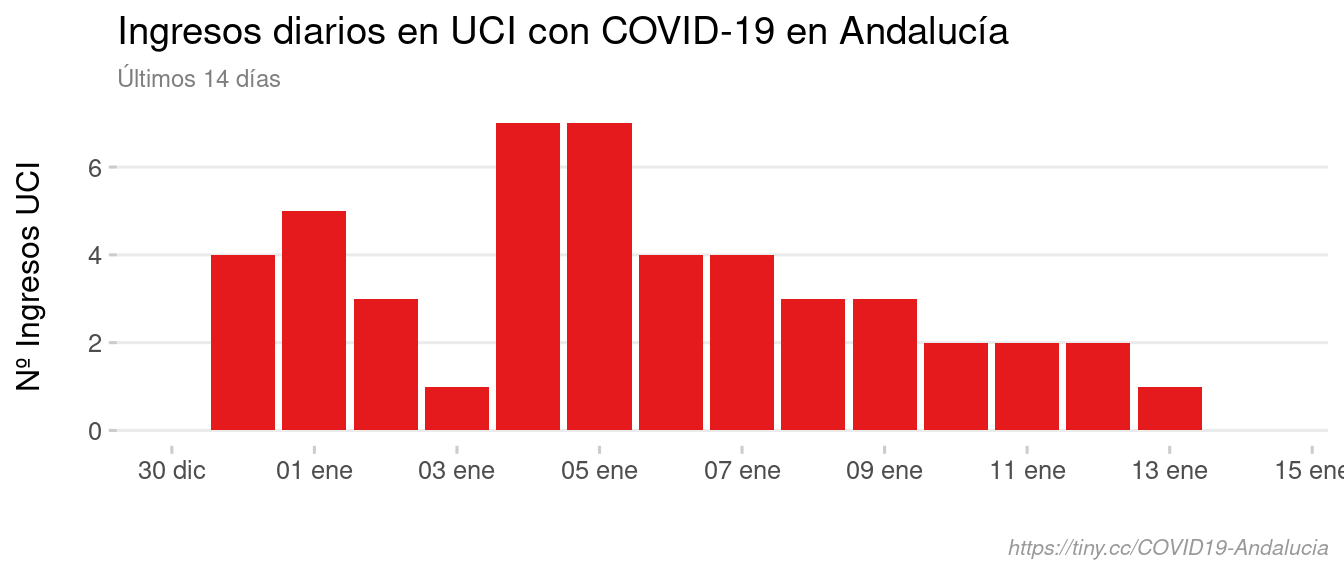 Ingresos diarios en UCI con COVID-19 en Andalucía
Últimos 14 días
Nº Ingresos UCI
6
4
2
0
30 dic 01 ene 03 ene 05 ene 07 ene 09 ene 11 ene 13 ene 15 ene
https://tiny.cc/COVID19-Andalucia